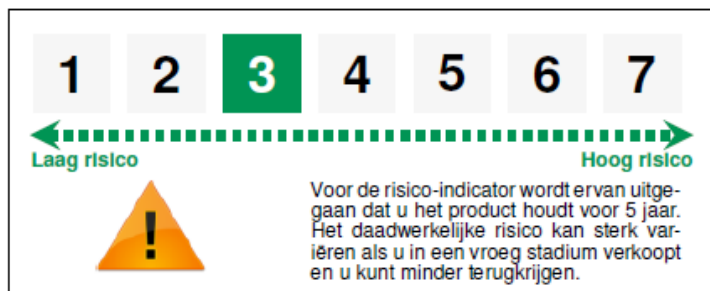 1 2 3 4 5 6 7
Laag risico Hoog risico
Voor de risico-indicator wordt ervan uitge-
gaan dat u het product houdt voor 5 jaar.
Het daadwerkelijke risico kan sterk var-
iëren als u in een vroeg stadium verkoopt
en u kunt minder terugkrijgen.
!